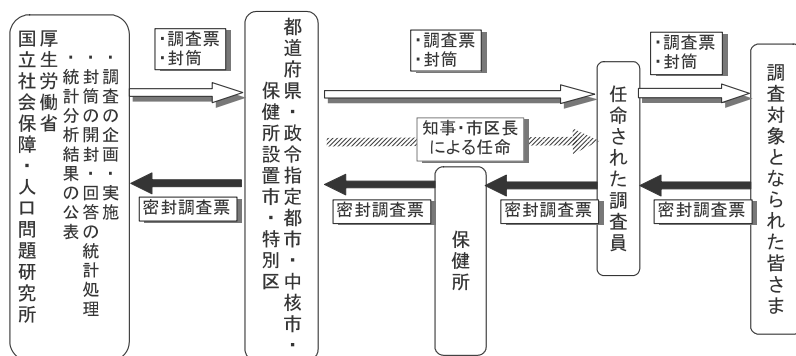 厚生労働省
国立社会保障・人口問題研究所
・調査の企画・実施
・封筒の開封・回答の統計処理
・統計分析結果の公表
・調査票
・封筒
密封調査票
都道府県・政令指定都市・中核市・
保健所設置市・特別区
・調査票
・封筒
知事・市区長
による任命
密封調査票
保健所
密封調査票
任命された調査員
・調査票
・封筒
密封調査票
調査対象となられた皆さま